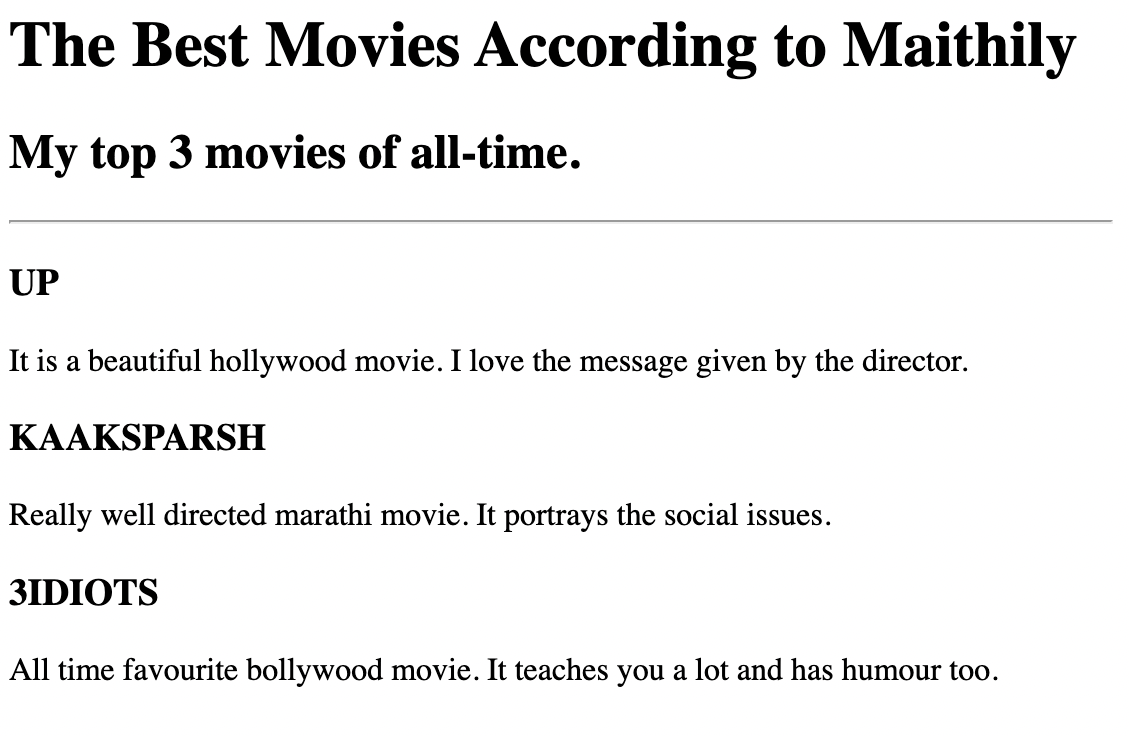 The Best Movies According to Maithily
My top 3 movies of all-time.
UP
It is a beautiful hollywood movie. I love the message given by the director.
KAAKSPARSH
Really well directed marathi movie. It portrays the social issues.
3IDIOTS
All time favourite bollywood movie. It teaches you a lot and has humour too.